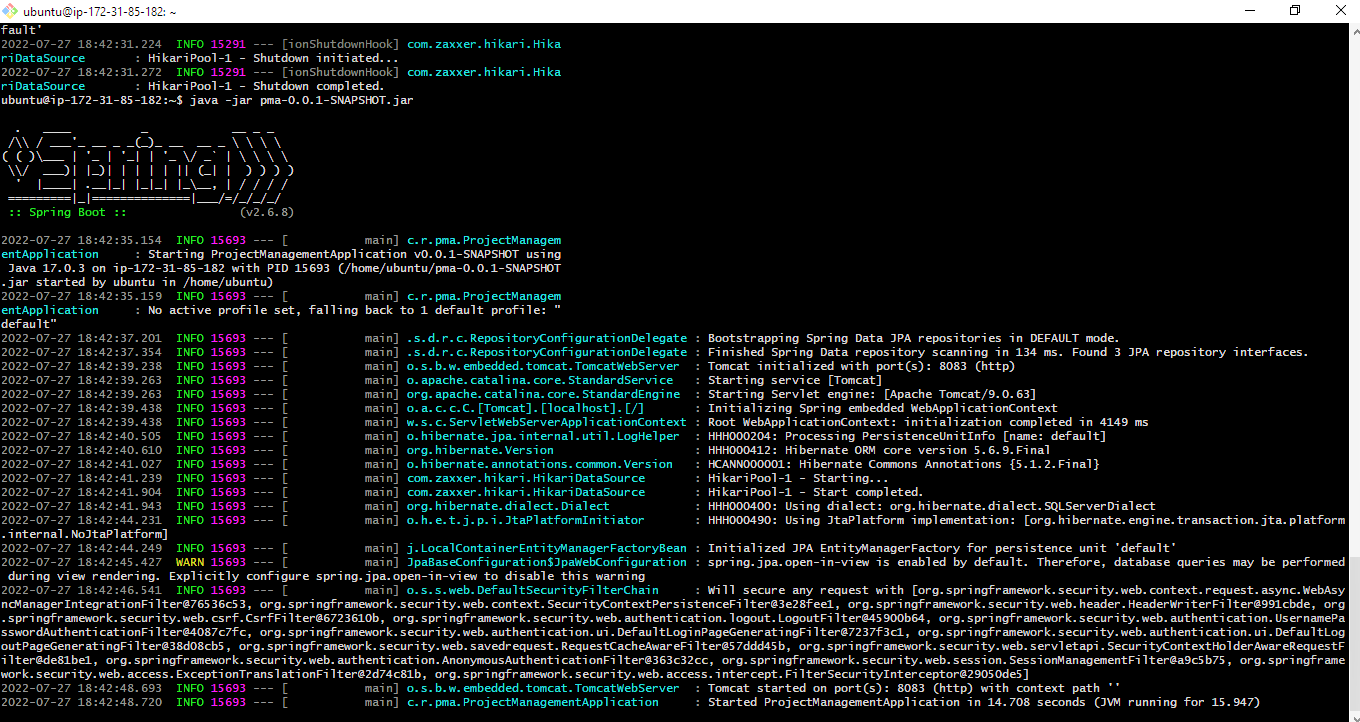 ubuntu@ip-172-31-85-182: ~
fault'
2022-07-27 18:42:31.224  INFO 15291 --- [ionShutdownHook] com.zaxxer.hikari.Hika
riDataSource       : HikariPool-1 - Shutdown initiated...
2022-07-27 18:42:31.272  INFO 15291 --- [ionShutdownHook] com.zaxxer.hikari.Hika
riDataSource       : HikariPool-1 - Shutdown completed.
ubuntu@ip-172-31-85-182:~$ java -jar pma-0.0.1-SNAPSHOT.jar
  .   ____          _            __ _ _
 /\\ / ___'_ __ _ _(_)_ __  __ _ \ \ \ \
( ( )\___ | '_ | '_| | '_ \/ _` | \ \ \ \
 \\/  ___)| |_)| | | | | || (_| |  ) ) ) )
  '  |____| .__|_| |_|_| |_\__, | / / / /
 =========|_|==============|___/=/_/_/_/
 :: Spring Boot ::                (v2.6.8)
2022-07-27 18:42:35.154  INFO 15693 --- [           main] c.r.pma.ProjectManagem
entApplication     : Starting ProjectManagementApplication v0.0.1-SNAPSHOT using
 Java 17.0.3 on ip-172-31-85-182 with PID 15693 (/home/ubuntu/pma-0.0.1-SNAPSHOT
.jar started by ubuntu in /home/ubuntu)
2022-07-27 18:42:35.159  INFO 15693 --- [           main] c.r.pma.ProjectManagem
entApplication     : No active profile set, falling back to 1 default profile: "
default"
2022-07-27 18:42:37.201  INFO 15693 --- [           main] .s.d.r.c.RepositoryConfigurationDelegate : Bootstrapping Spring Data JPA repositories in DEFAULT mode.
2022-07-27 18:42:37.354  INFO 15693 --- [           main] .s.d.r.c.RepositoryConfigurationDelegate : Finished Spring Data repository scanning in 134 ms. Found 3 JPA repository interfaces.
2022-07-27 18:42:39.238  INFO 15693 --- [           main] o.s.b.w.embedded.tomcat.TomcatWebServer  : Tomcat initialized with port(s): 8083 (http)
2022-07-27 18:42:39.263  INFO 15693 --- [           main] o.apache.catalina.core.StandardService   : Starting service [Tomcat]
2022-07-27 18:42:39.263  INFO 15693 --- [           main] org.apache.catalina.core.StandardEngine  : Starting Servlet engine: [Apache Tomcat/9.0.63]
2022-07-27 18:42:39.438  INFO 15693 --- [           main] o.a.c.c.C.[Tomcat].[localhost].[/]       : Initializing Spring embedded WebApplicationContext
2022-07-27 18:42:39.438  INFO 15693 --- [           main] w.s.c.ServletWebServerApplicationContext : Root WebApplicationContext: initialization completed in 4149 ms
2022-07-27 18:42:40.505  INFO 15693 --- [           main] o.hibernate.jpa.internal.util.LogHelper  : HHH000204: Processing PersistenceUnitInfo [name: default]
2022-07-27 18:42:40.610  INFO 15693 --- [           main] org.hibernate.Version                    : HHH000412: Hibernate ORM core version 5.6.9.Final
2022-07-27 18:42:41.027  INFO 15693 --- [           main] o.hibernate.annotations.common.Version   : HCANN000001: Hibernate Commons Annotations {5.1.2.Final}
2022-07-27 18:42:41.239  INFO 15693 --- [           main] com.zaxxer.hikari.HikariDataSource       : HikariPool-1 - Starting...
2022-07-27 18:42:41.904  INFO 15693 --- [           main] com.zaxxer.hikari.HikariDataSource       : HikariPool-1 - Start completed.
2022-07-27 18:42:41.943  INFO 15693 --- [           main] org.hibernate.dialect.Dialect            : HHH000400: Using dialect: org.hibernate.dialect.SQLServerDialect
2022-07-27 18:42:44.231  INFO 15693 --- [           main] o.h.e.t.j.p.i.JtaPlatformInitiator       : HHH000490: Using JtaPlatform implementation: [org.hibernate.engine.transaction.jta.platform
.internal.NoJtaPlatform]
2022-07-27 18:42:44.249  INFO 15693 --- [           main] j.LocalContainerEntityManagerFactoryBean : Initialized JPA EntityManagerFactory for persistence unit 'default'
2022-07-27 18:42:45.427  WARN 15693 --- [           main] JpaBaseConfiguration$JpaWebConfiguration : spring.jpa.open-in-view is enabled by default. Therefore, database queries may be performed
 during view rendering. Explicitly configure spring.jpa.open-in-view to disable this warning
2022-07-27 18:42:46.541  INFO 15693 --- [           main] o.s.s.web.DefaultSecurityFilterChain     : Will secure any request with [org.springframework.security.web.context.request.async.WebAsy
ncManagerIntegrationFilter@76536c53, org.springframework.security.web.context.SecurityContextPersistenceFilter@3e28fee1, org.springframework.security.web.header.HeaderWriterFilter@991cbde, org
.springframework.security.web.csrf.CsrfFilter@6723610b, org.springframework.security.web.authentication.logout.LogoutFilter@45900b64, org.springframework.security.web.authentication.UsernamePa
sswordAuthenticationFilter@4087c7fc, org.springframework.security.web.authentication.ui.DefaultLoginPageGeneratingFilter@7237f3c1, org.springframework.security.web.authentication.ui.DefaultLog
outPageGeneratingFilter@38d08cb5, org.springframework.security.web.savedrequest.RequestCacheAwareFilter@57ddd45b, org.springframework.security.web.servletapi.SecurityContextHolderAwareRequestF
ilter@de81be1, org.springframework.security.web.authentication.AnonymousAuthenticationFilter@363c32cc, org.springframework.security.web.session.SessionManagementFilter@a9c5b75, org.springframe
work.security.web.access.ExceptionTranslationFilter@2d74c81b, org.springframework.security.web.access.intercept.FilterSecurityInterceptor@29050de5]
2022-07-27 18:42:48.693  INFO 15693 --- [           main] o.s.b.w.embedded.tomcat.TomcatWebServer  : Tomcat started on port(s): 8083 (http) with context path ''
2022-07-27 18:42:48.720  INFO 15693 --- [           main] c.r.pma.ProjectManagementApplication     : Started ProjectManagementApplication in 14.708 seconds (JVM running for 15.947)